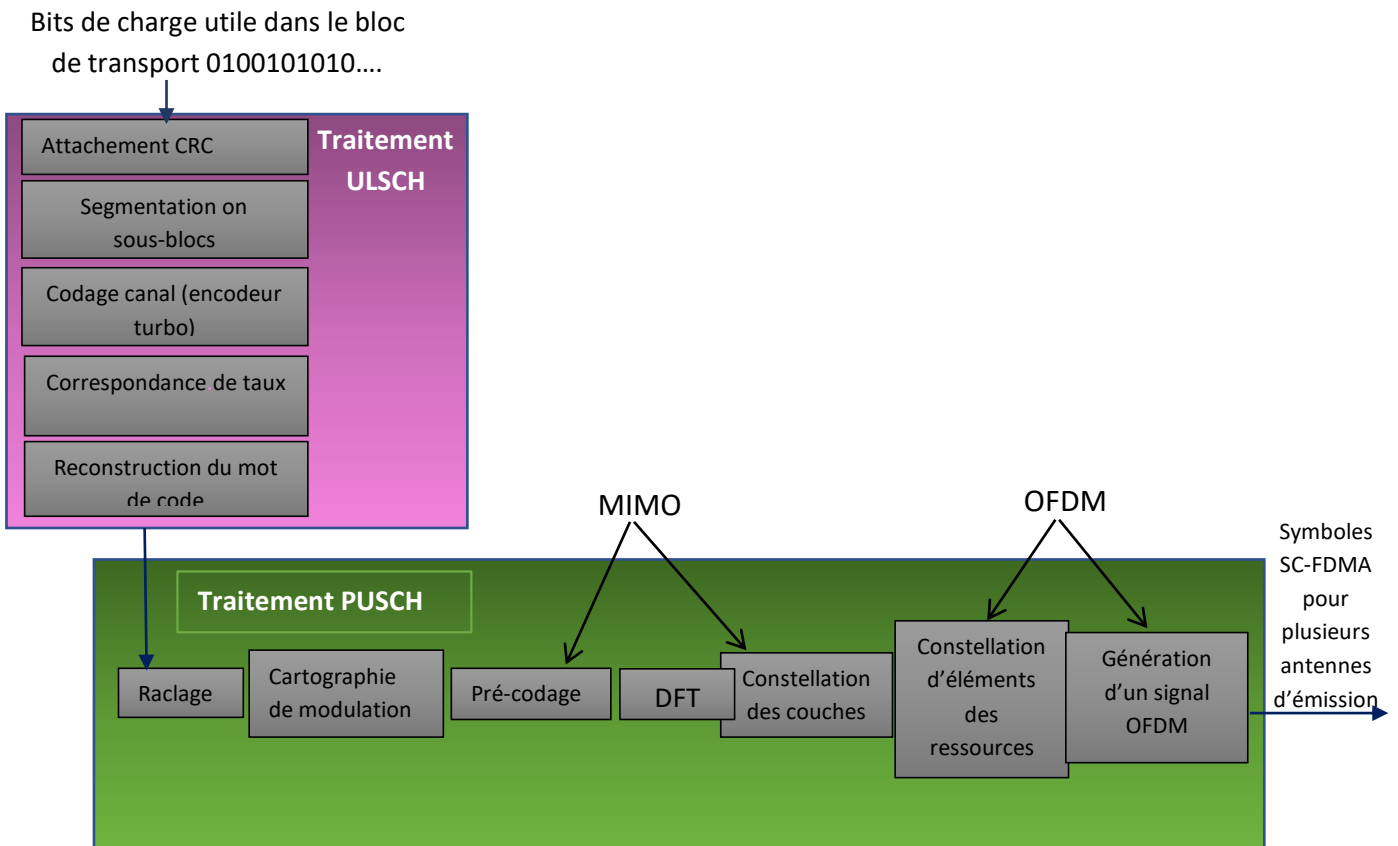 Bits de charge utile dans le bloc
de transport 0100101010....
Traitement
ULSCH
Attachement CRC
Segmentation on
sous-blocs
Codage canal (encodeur
turbo)
Correspondance de taux
Reconstruction du mot
de code
MIMO
OFDM
Symboles
SC-FDMA
pour
plusieurs
antennes
d'émission
Traitement PUSCH
Raclage
Cartographie
de modulation
Pré-codage
DFT
Constellation
des couches
Constellation
d'éléments
des
ressources
Génération
d'un signal
OFDM